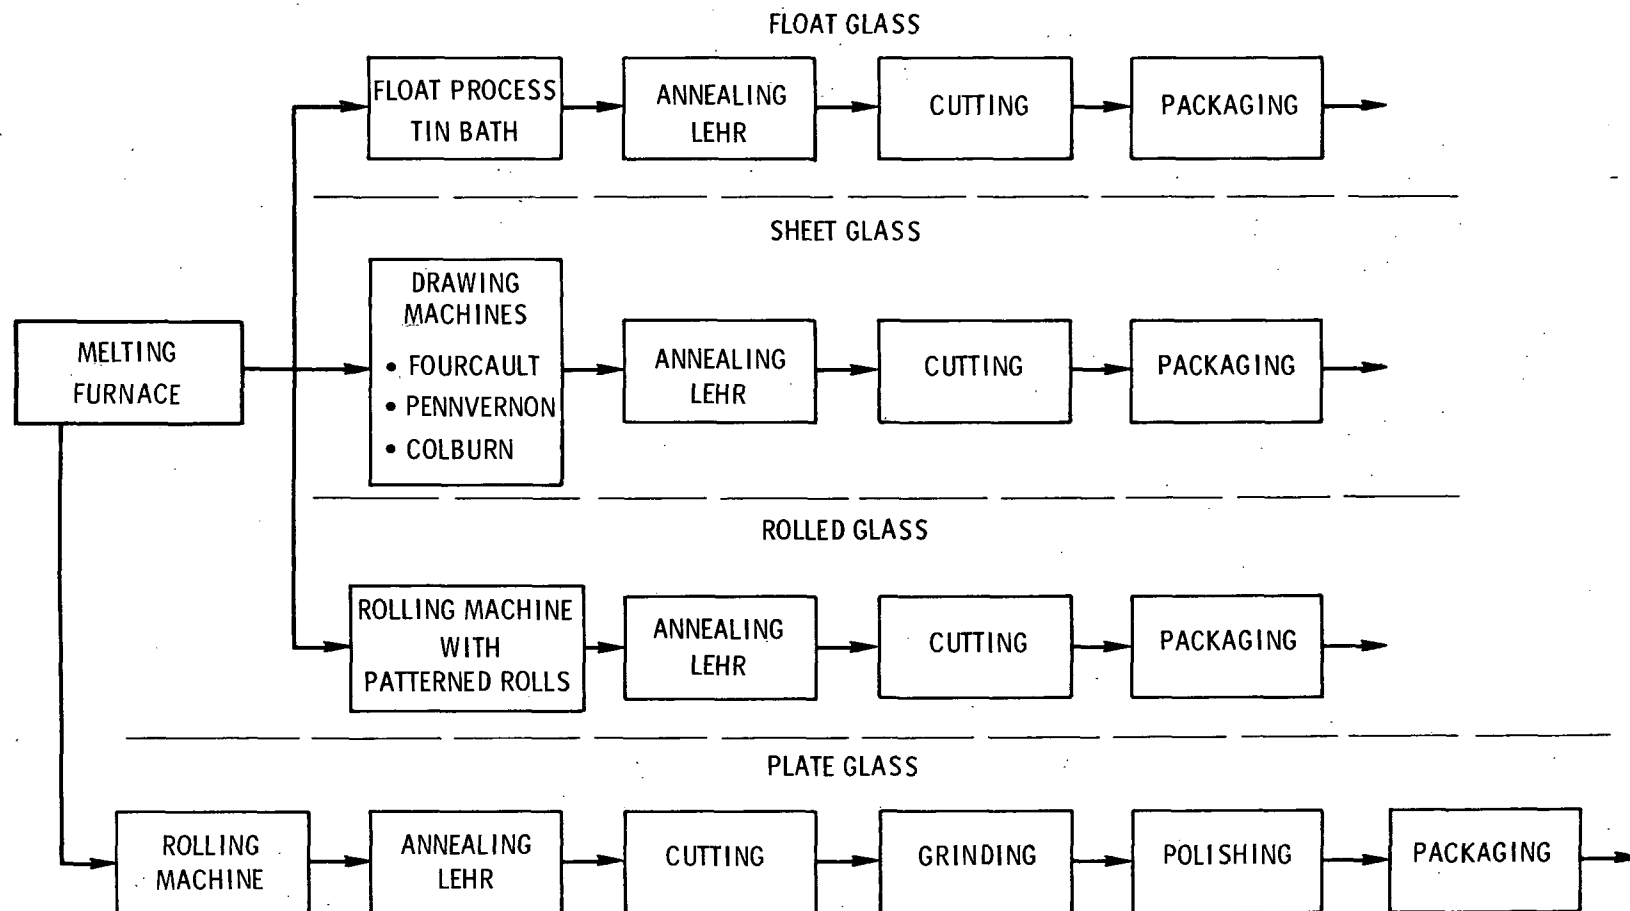 FLOAT GLASS
FLOAT PROCESS
TIN BATH
ANNEALING
LEHR
CUTTING
PACKAGING
SHEET GLASS
MELTING
FURNACE
DRAWING
MACHINES
• FOURCAULT
• PENNVERNON
• COLBURN
ANNEALING
LEHR
CUTTING
PACKAGING
ROLLED GLASS
ROLLING MACHINE
WITH
PATTERNED ROLLS
ANNEALING
LEHR
CUTTING
PACKAGING
PLATE GLASS
ROLLING
MACHINE
ANNEALING
LEHR
CUTTING
GRINDING
POLISHING
PACKAGING